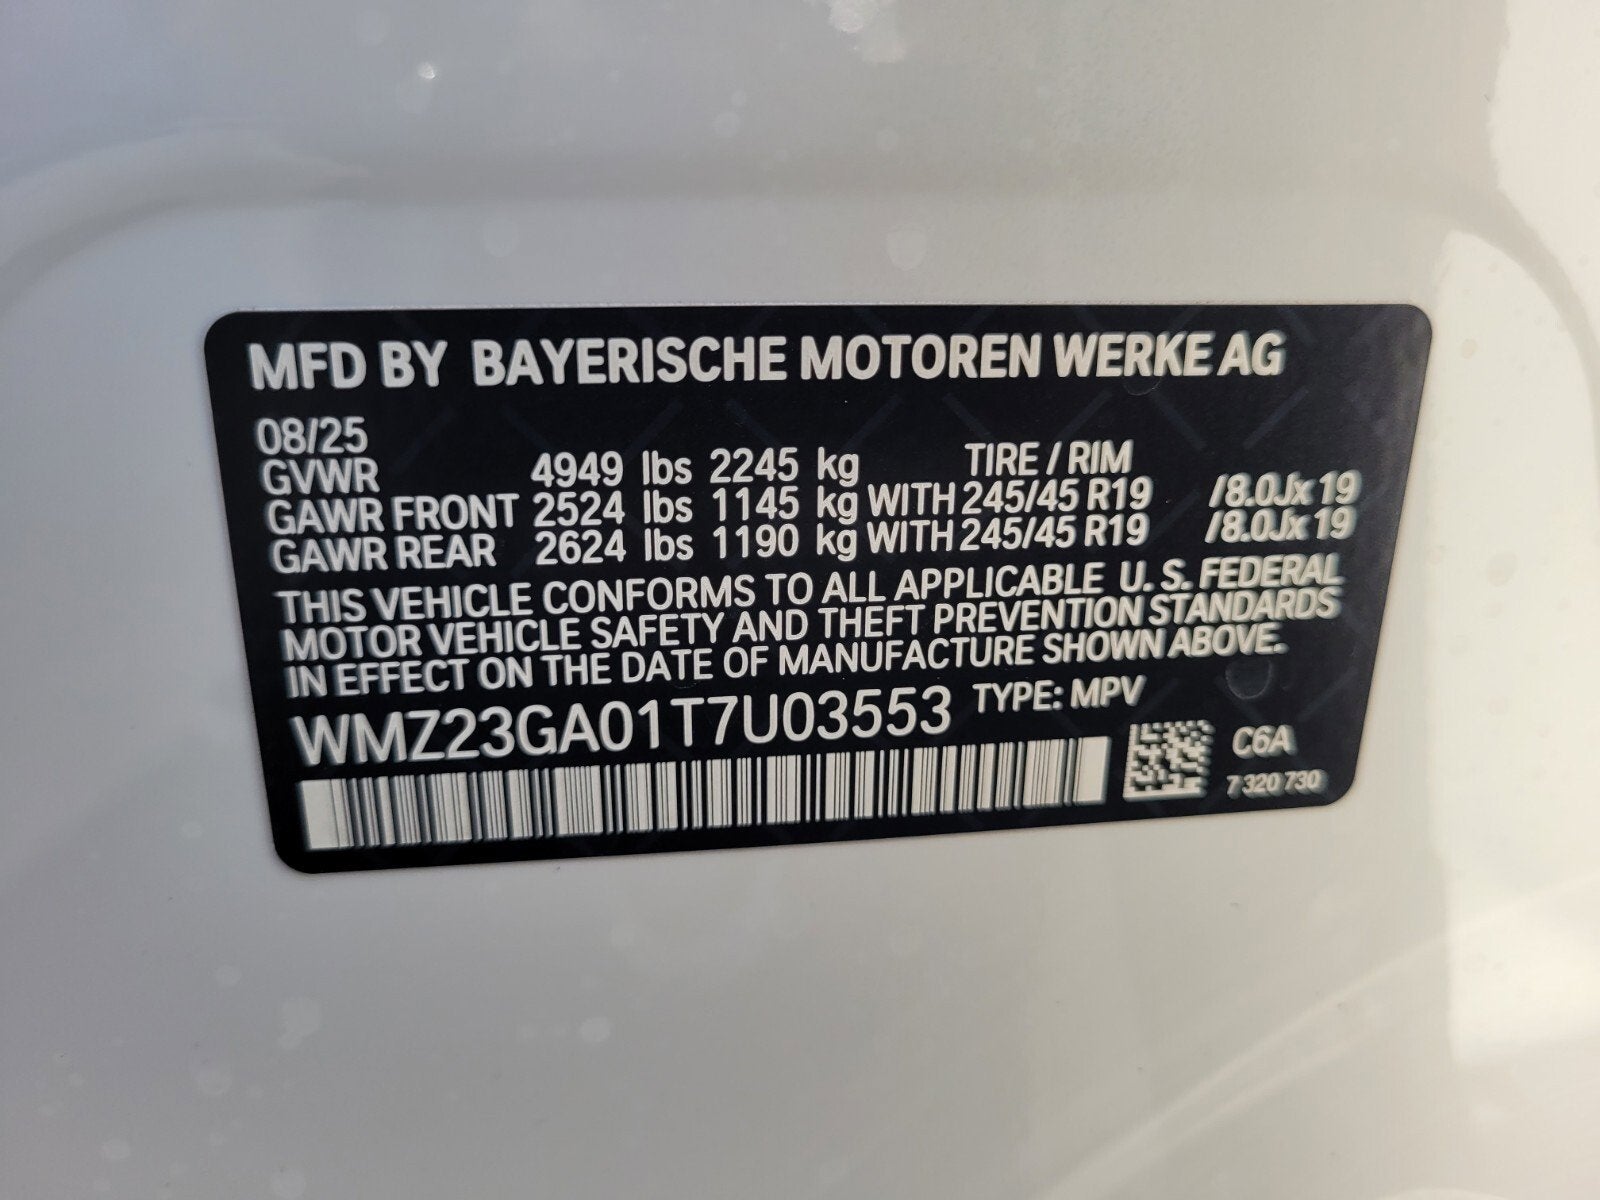 MFD BY BAYERISCHE MOTOREN WERKE AG
08/25
GVWR 4949 lbs 2245 kg TIRE / RIM
GAWR FRONT 2524 lbs 1145 kg WITH 245/45 R19 /8.0Jx 19
GAWR REAR 2624 lbs 1190 kg WITH 245/45 R19 /8.0Jx 19
THIS VEHICLE CONFORMS TO ALL APPLICABLE U. S. FEDERAL
MOTOR VEHICLE SAFETY AND THEFT PREVENTION STANDARDS
IN EFFECT ON THE DATE OF MANUFACTURE SHOWN ABOVE.
WMZ23GA01T7U03553 TYPE: MPV
C6A
7 320 730